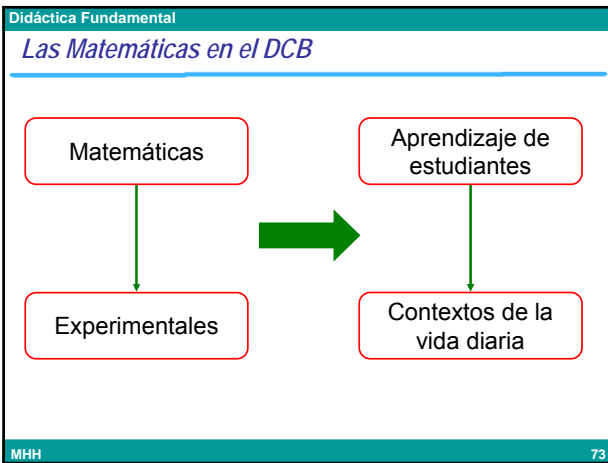 Didáctica Fundamental
Las Matemáticas en el DCB
Matemáticas
Aprendizaje de
estudiantes
Experimentales
Contextos de la
vida diaria
MHH
73